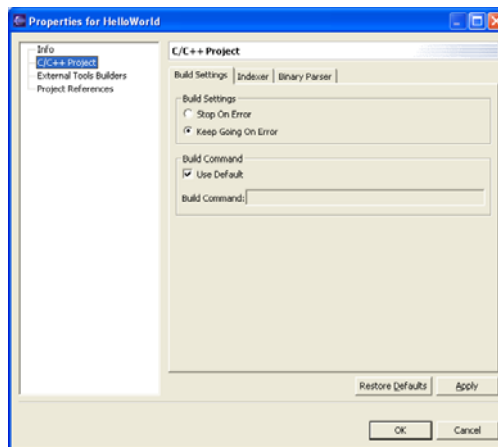 Properties for HelloWorld
Info
C/C++ Project
External Tools Builders
Project References
C/C++ Project
Build Settings
Indexer
Binary Parser
Build Settings
Stop On Error
Keep Going On Error
Build Command
Use Default
Build Command:
Restore Defaults
Apply
OK
Cancel